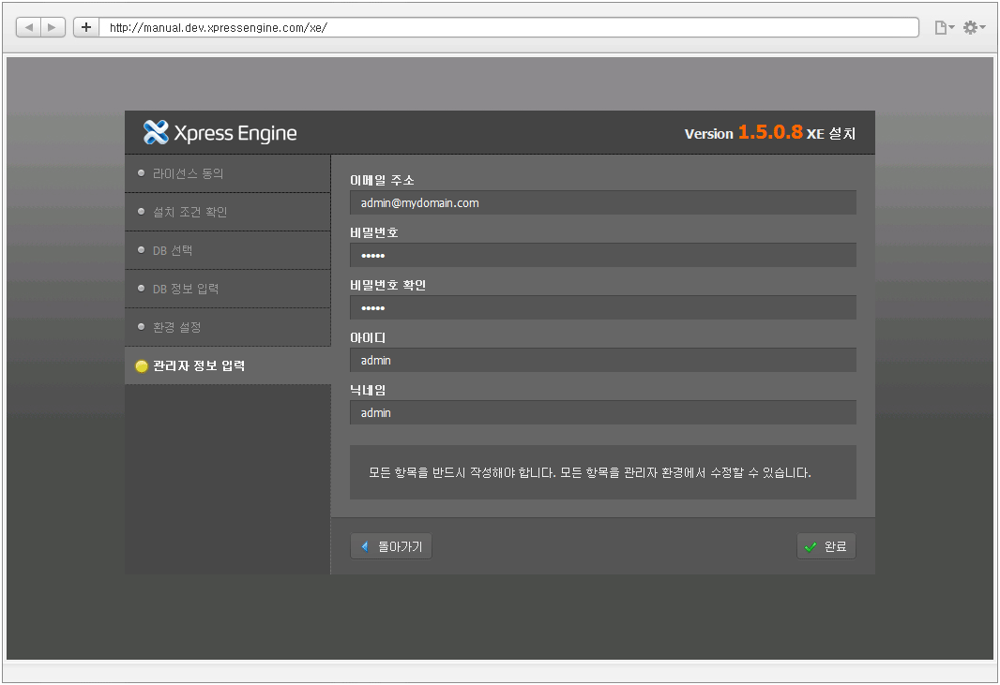 http://manual.dev.xpressengine.com/xe/
Xpress Engine
Version 1.5.0.8 XE 설치
라이선스 동의
설치 조건 확인
DB 선택
DB 정보 입력
환경 설정
관리자 정보 입력
이메일 주소
admin@mydomain.com
비밀번호
•••••
비밀번호 확인
•••••
아이디
admin
닉네임
admin
모든 항목을 반드시 작성해야 합니다. 모든 항목을 관리자 환경에서 수정할 수 있습니다.
돌아가기
완료